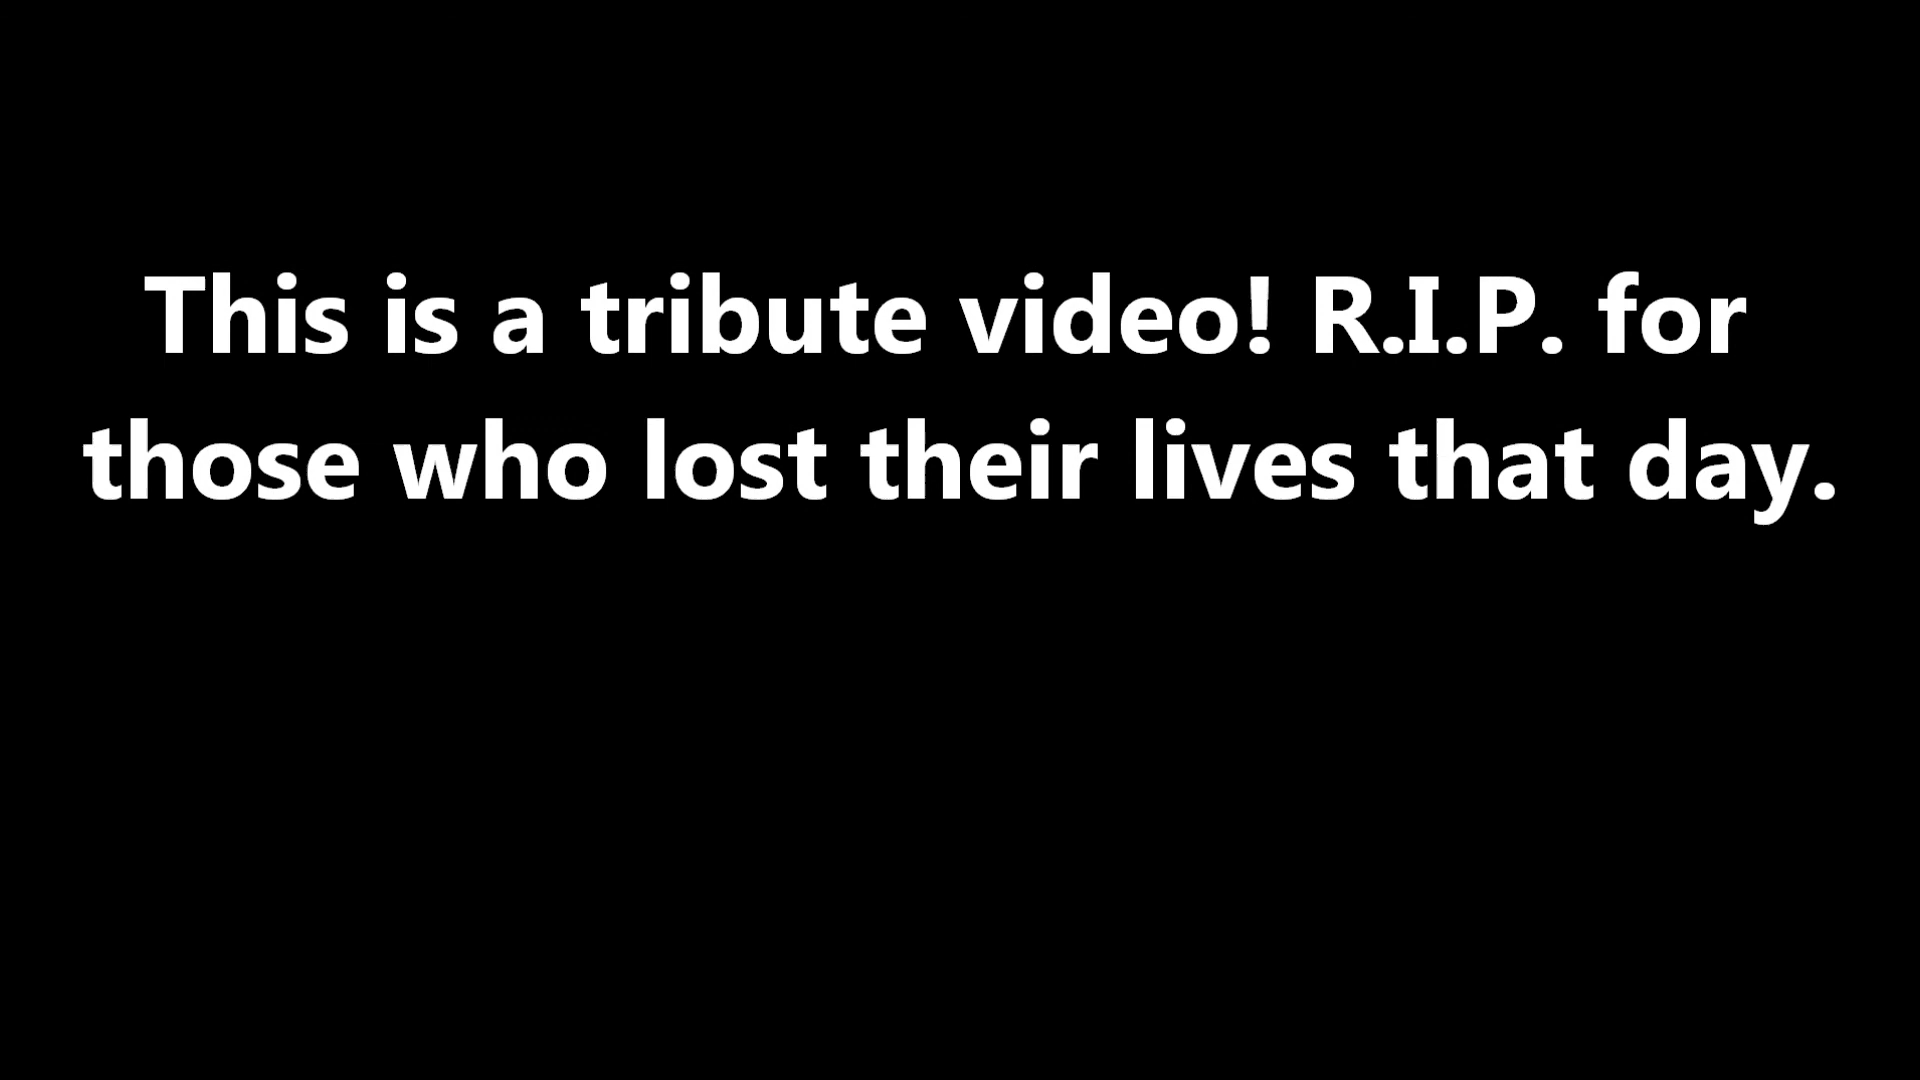 This is a tribute video! R.I.P. for
those who lost their lives that day.